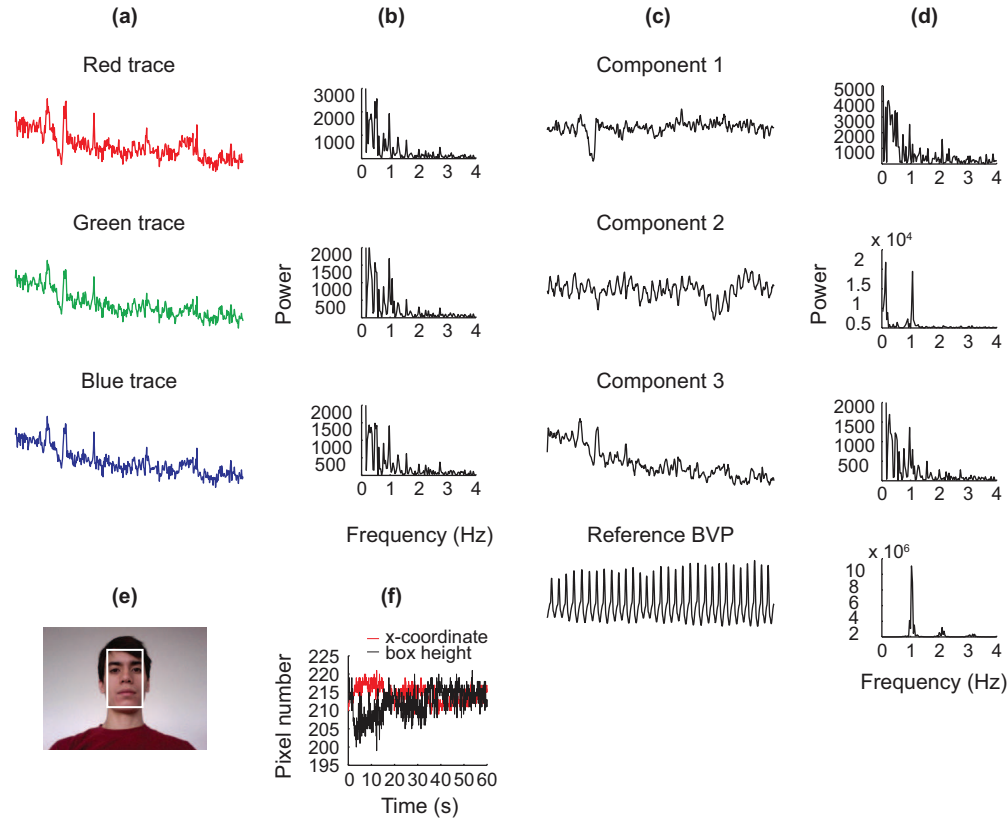 (a)
(b)
(c)
(d)
Red trace
3000
2000
1000
0 1 2 3 4
Component 1
5000
4000
3000
2000
1000
0 1 2 3 4
Green trace
Power
2000
1500
1000
500
0 1 2 3 4
Component 2
Power
x 10^4
2
1.5
1
0.5
0 1 2 3 4
Blue trace
2000
1500
1000
500
0 1 2 3 4
Frequency (Hz)
Component 3
2000
1500
1000
500
0 1 2 3 4
Reference BVP
x 10^6
10
8
6
4
2
0 1 2 3 4
Frequency (Hz)
(e)
(f)
x-coordinate
box height
Pixel number
225
220
215
210
205
200
195
0 10 20 30 40 50 60
Time (s)